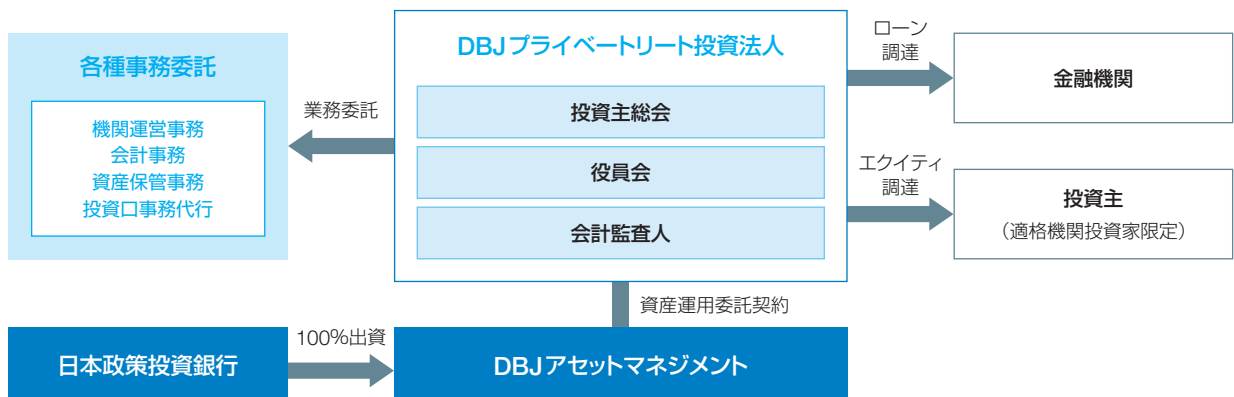 各種事務委託
機関運営事務
会計事務
資産保管事務
投資口事務代行
業務委託
DBJプライベートリート投資法人
投資主総会
役員会
会計監査人
ローン
調達
金融機関
エクイティ
調達
投資主
（適格機関投資家限定）
資産運用委託契約
日本政策投資銀行
100%出資
DBJアセットマネジメント